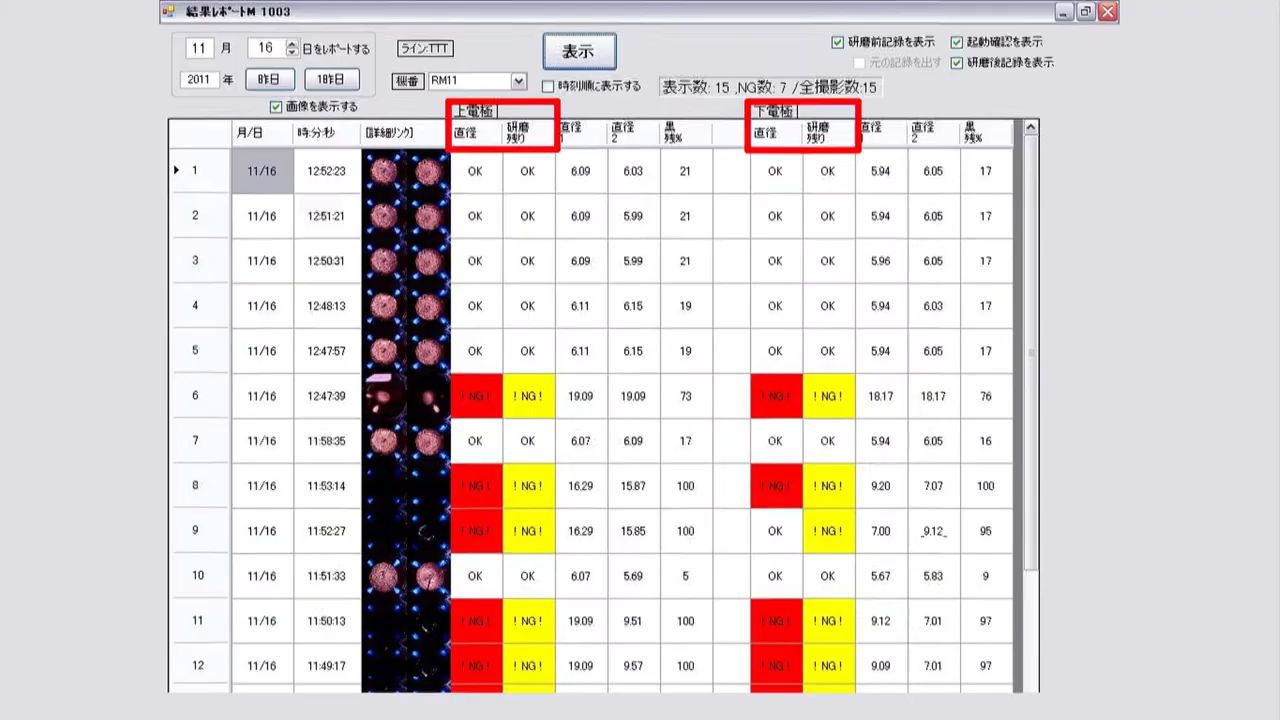 結果レポートM 1003
11 月 16 日をレポートする ライン:TTT 表示 研磨前記録を表示 起動確認を表示
元の記録を出す 研磨後記録を表示
2011 年 昨日 1昨日 機番 RM11 時刻順に表示する 表示数: 15 ,NG数: 7 /全撮影数:15
画像を表示する
上電極 下電極
月/日 時:分:秒 [詳細リンク] 直径 研磨残り 直径1 直径2 黒残% 直径 研磨残り 直径1 直径2 黒残%
1 11/16 12:52:23 OK OK 6.09 6.03 21 OK OK 5.94 6.05 17
2 11/16 12:51:21 OK OK 6.09 5.99 21 OK OK 5.94 6.05 17
3 11/16 12:50:31 OK OK 6.09 5.99 21 OK OK 5.96 6.05 17
4 11/16 12:48:13 OK OK 6.11 6.15 19 OK OK 5.94 6.03 17
5 11/16 12:47:57 OK OK 6.11 6.15 19 OK OK 5.94 6.05 17
6 11/16 12:47:39 ! NG ! ! NG ! 19.09 19.09 73 ! NG ! ! NG ! 18.17 18.17 76
7 11/16 11:58:35 OK OK 6.07 6.09 17 OK OK 5.94 6.05 16
8 11/16 11:53:14 ! NG ! ! NG ! 16.29 15.87 100 ! NG ! ! NG ! 9.20 7.07 100
9 11/16 11:52:27 ! NG ! ! NG ! 16.29 15.85 100 OK ! NG ! 7.00 _9.12_ 95
10 11/16 11:51:33 OK OK 6.07 5.69 5 OK OK 5.67 5.83 9
11 11/16 11:50:13 ! NG ! ! NG ! 19.09 9.51 100 ! NG ! ! NG ! 9.12 7.01 97
12 11/16 11:49:17 ! NG ! ! NG ! 19.09 9.57 100 ! NG ! ! NG ! 9.09 7.01 97